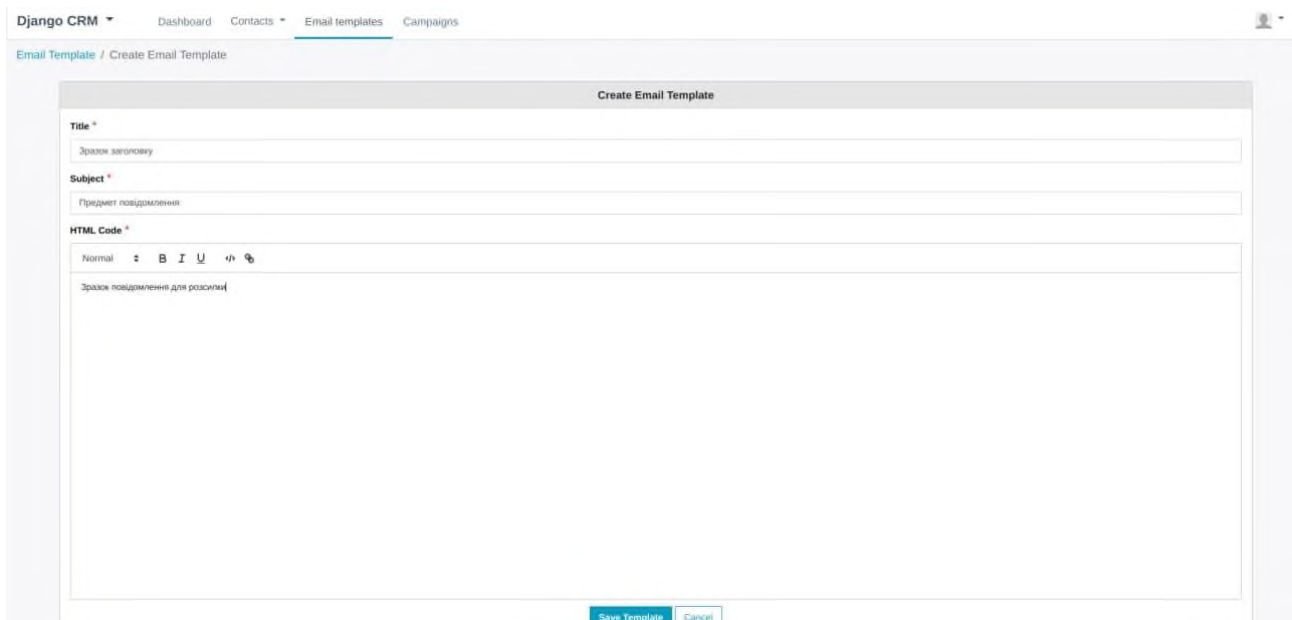 Django CRM Dashboard Contacts Email templates Campaigns
Email Template / Create Email Template
Create Email Template
Title *
Зразок заголовку
Subject *
Предмет повідомлення
HTML Code *
Normal B I U </>
Зразок повідомлення для розсилки
Save Template Cancel